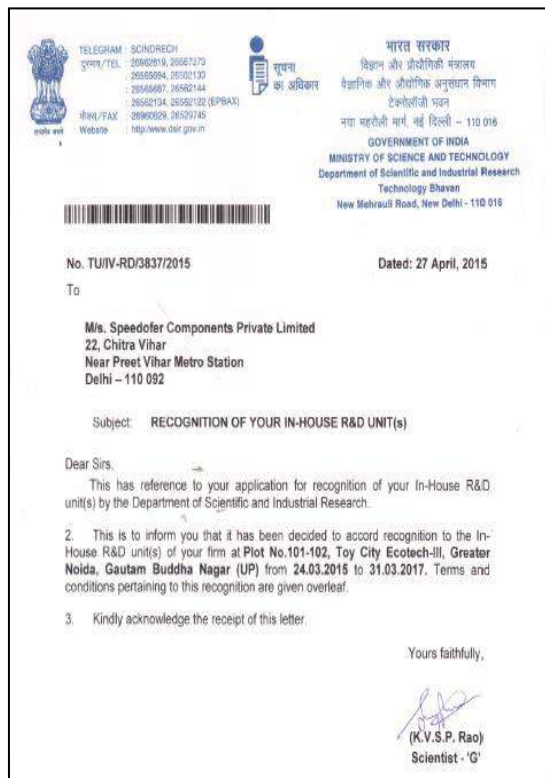 TELEGRAM : SCINDRECH
दूरभाष/TEL : 26962819, 26567373
: 26565694, 26562133
: 26565687, 26562144
: 26562134, 26562122 (EPBAX)
फैक्स/FAX : 26960629, 26529745
Website : http:/www.dsir.gov.in
सत्यमेव जयते
सूचना
का अधिकार
भारत सरकार
विज्ञान और प्रौद्योगिकी मंत्रालय
वैज्ञानिक और औद्योगिक अनुसंधान विभाग
टेक्नोलॉजी भवन
नया महरौली मार्ग, नई दिल्ली – 110 016
GOVERNMENT OF INDIA
MINISTRY OF SCIENCE AND TECHNOLOGY
Department of Scientific and Industrial Research
Technology Bhavan
New Mehrauli Road, New Delhi - 110 016
No. TU/IV-RD/3837/2015 Dated: 27 April, 2015
To
M/s. Speedofer Components Private Limited
22, Chitra Vihar
Near Preet Vihar Metro Station
Delhi – 110 092
Subject: RECOGNITION OF YOUR IN-HOUSE R&D UNIT(s)
Dear Sirs,
This has reference to your application for recognition of your In-House R&D
unit(s) by the Department of Scientific and Industrial Research.
2. This is to inform you that it has been decided to accord recognition to the In-
House R&D unit(s) of your firm at Plot No.101-102, Toy City Ecotech-III, Greater
Noida, Gautam Buddha Nagar (UP) from 24.03.2015 to 31.03.2017. Terms and
conditions pertaining to this recognition are given overleaf.
3. Kindly acknowledge the receipt of this letter.
Yours faithfully,
(K.V.S.P. Rao)
Scientist - 'G'